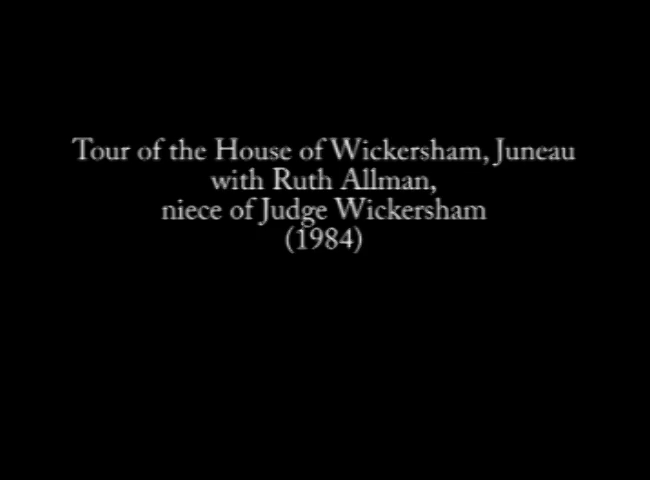 Tour of the House of Wickersham, Juneau
with Ruth Allman,
niece of Judge Wickersham
(1984)